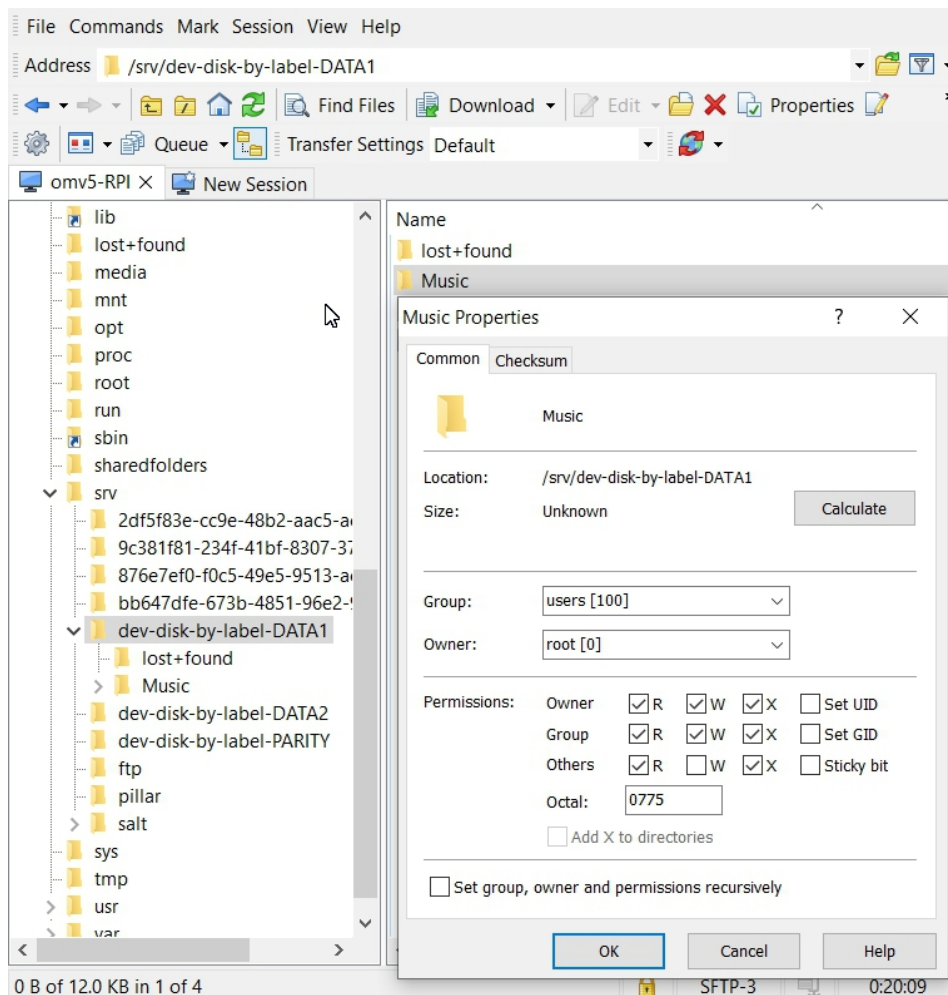 File Commands Mark Session View Help
Address /srv/dev-disk-by-label-DATA1
Find Files Download Edit Properties
Queue Transfer Settings Default
omv5-RPI New Session
lib
lost+found
media
mnt
opt
proc
root
run
sbin
sharedfolders
srv
2df5f83e-cc9e-48b2-aac5-a
9c381f81-234f-41bf-8307-37
876e7ef0-f0c5-49e5-9513-a
bb647dfe-673b-4851-96e2-
dev-disk-by-label-DATA1
lost+found
Music
dev-disk-by-label-DATA2
dev-disk-by-label-PARITY
ftp
pillar
salt
sys
tmp
usr
var
Name
lost+found
Music
Music Properties ?
Common Checksum
Music
Location: /srv/dev-disk-by-label-DATA1
Size: Unknown Calculate
Group: users [100]
Owner: root [0]
Permissions: Owner R W X Set UID
Group R W X Set GID
Others R W X Sticky bit
Octal: 0775
Add X to directories
Set group, owner and permissions recursively
OK Cancel Help
0 B of 12.0 KB in 1 of 4 SFTP-3 0:20:09